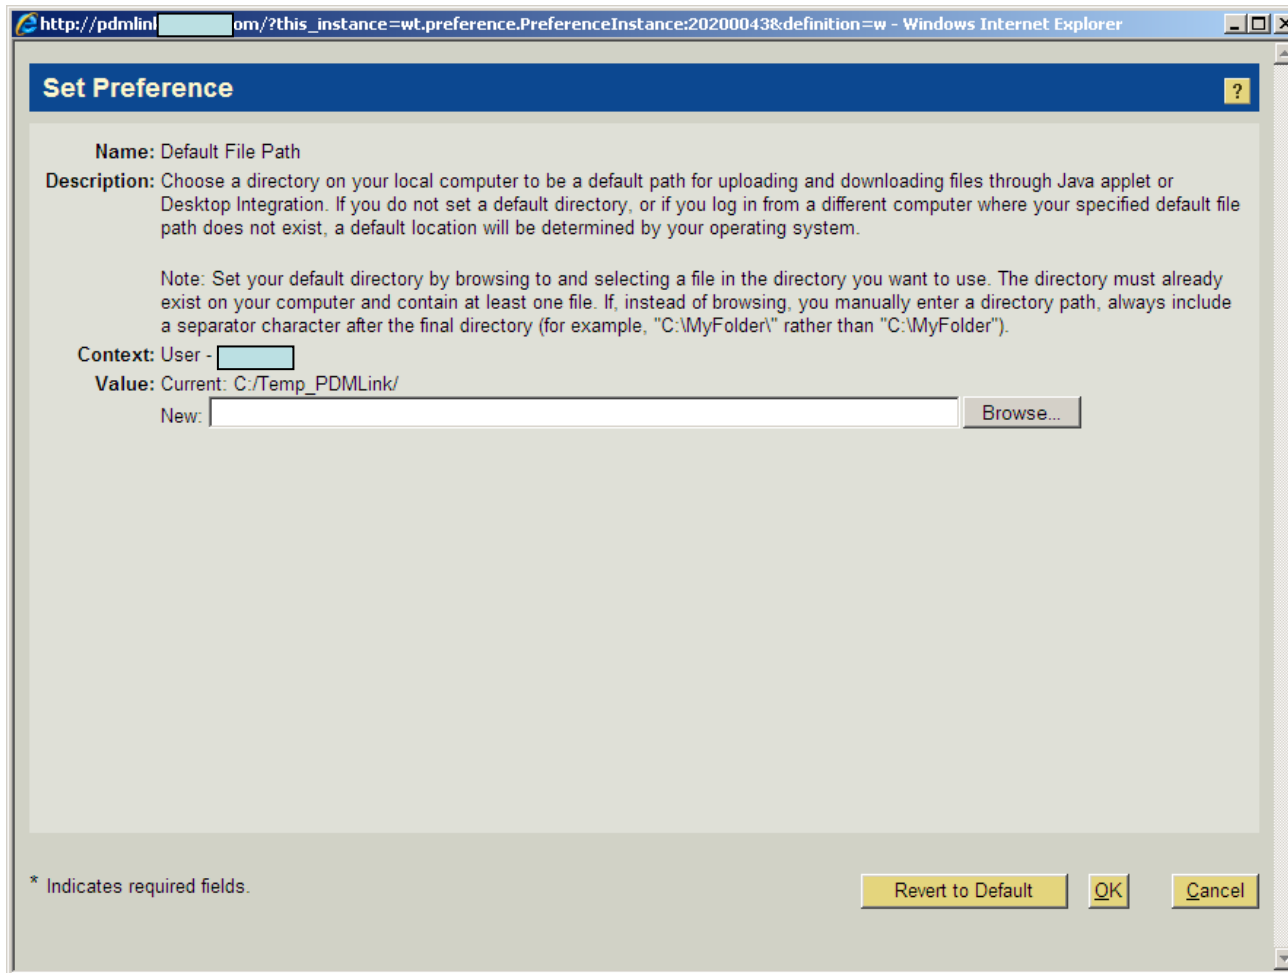 http://pdmlin om/?this_instance=wt.preference.PreferenceInstance:20200043&definition=w - Windows Internet Explorer
Set Preference ?
Name: Default File Path
Description: Choose a directory on your local computer to be a default path for uploading and downloading files through Java applet or
Desktop Integration. If you do not set a default directory, or if you log in from a different computer where your specified default file
path does not exist, a default location will be determined by your operating system.
Note: Set your default directory by browsing to and selecting a file in the directory you want to use. The directory must already
exist on your computer and contain at least one file. If, instead of browsing, you manually enter a directory path, always include
a separator character after the final directory (for example, "C:\MyFolder\" rather than "C:\MyFolder").
Context: User -
Value: Current: C:/Temp_PDMLink/
New: Browse...
* Indicates required fields. Revert to Default OK Cancel